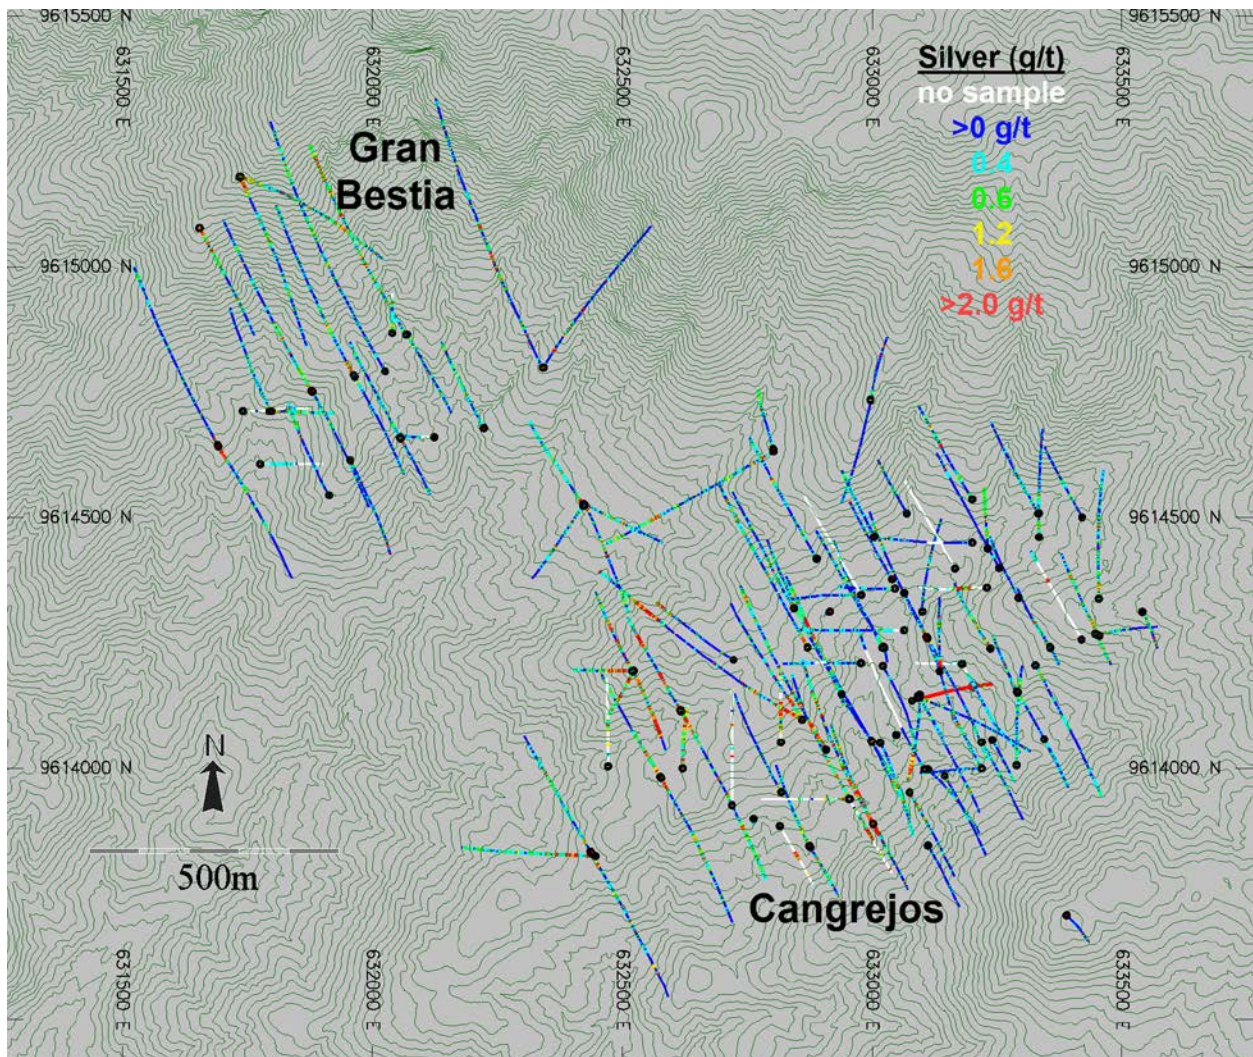 9615500 N
9615500 N
631500 E
632000 E
632500 E
633000 E
633500 E
Silver (g/t)
no sample
>0 g/t
0.4
0.6
1.2
1.6
>2.0 g/t
Gran
Bestia
9615000 N
9615000 N
9614500 N
9614500 N
N
9614000 N
9614000 N
500m
Cangrejos
631500 E
632000 E
632500 E
633000 E
633500 E